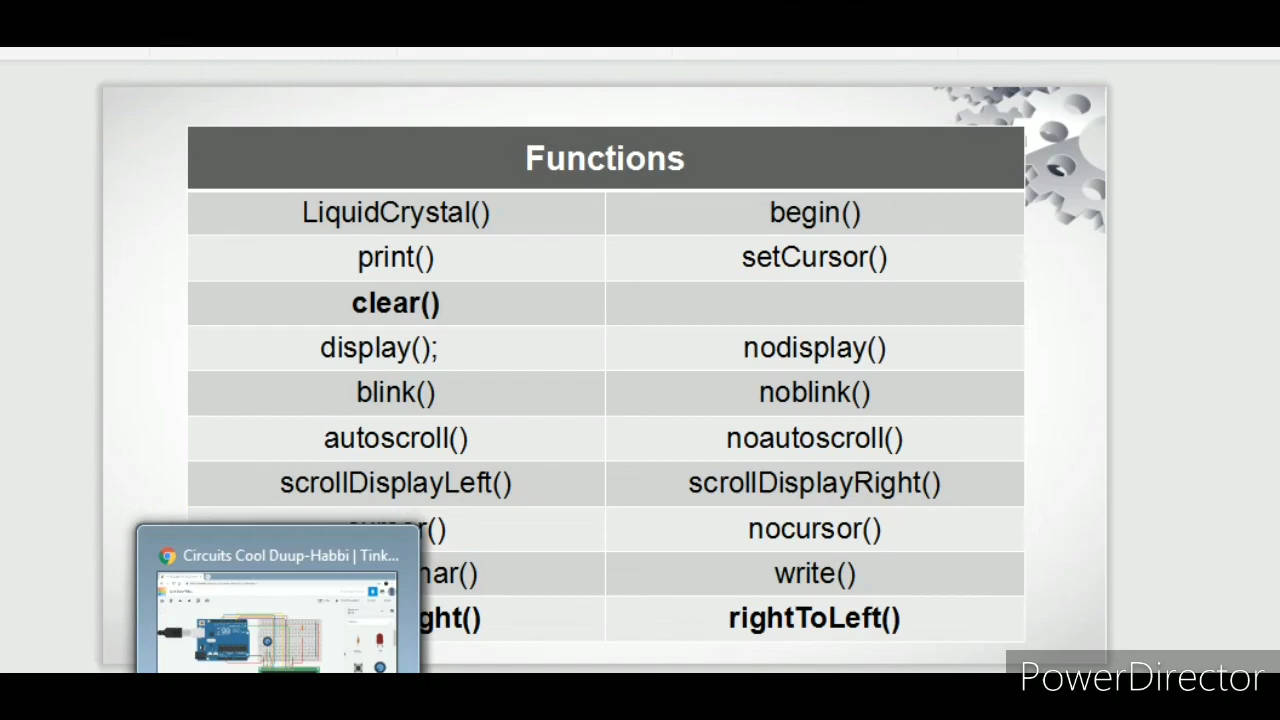 Functions
LiquidCrystal() begin()
print() setCursor()
clear()
display(); nodisplay()
blink() noblink()
autoscroll() noautoscroll()
scrollDisplayLeft() scrollDisplayRight()
nocursor()
write()
rightToLeft()
Circuits Cool Duup-Habbi | Tink...
PowerDirector